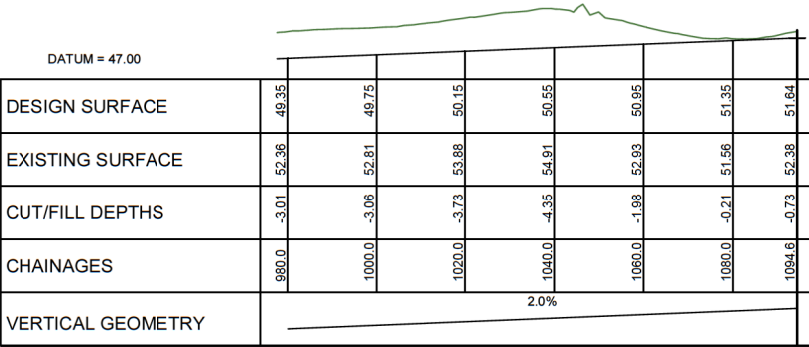 DATUM = 47.00
DESIGN SURFACE 49.35 49.75 50.15 50.55 50.95 51.35 51.64
EXISTING SURFACE 52.36 52.81 53.88 54.91 52.93 51.56 52.38
CUT/FILL DEPTHS -3.01 -3.06 -3.73 -4.35 -1.98 -0.21 -0.73
CHAINAGES 980.0 1000.0 1020.0 1040.0 1060.0 1080.0 1094.6
2.0%
VERTICAL GEOMETRY